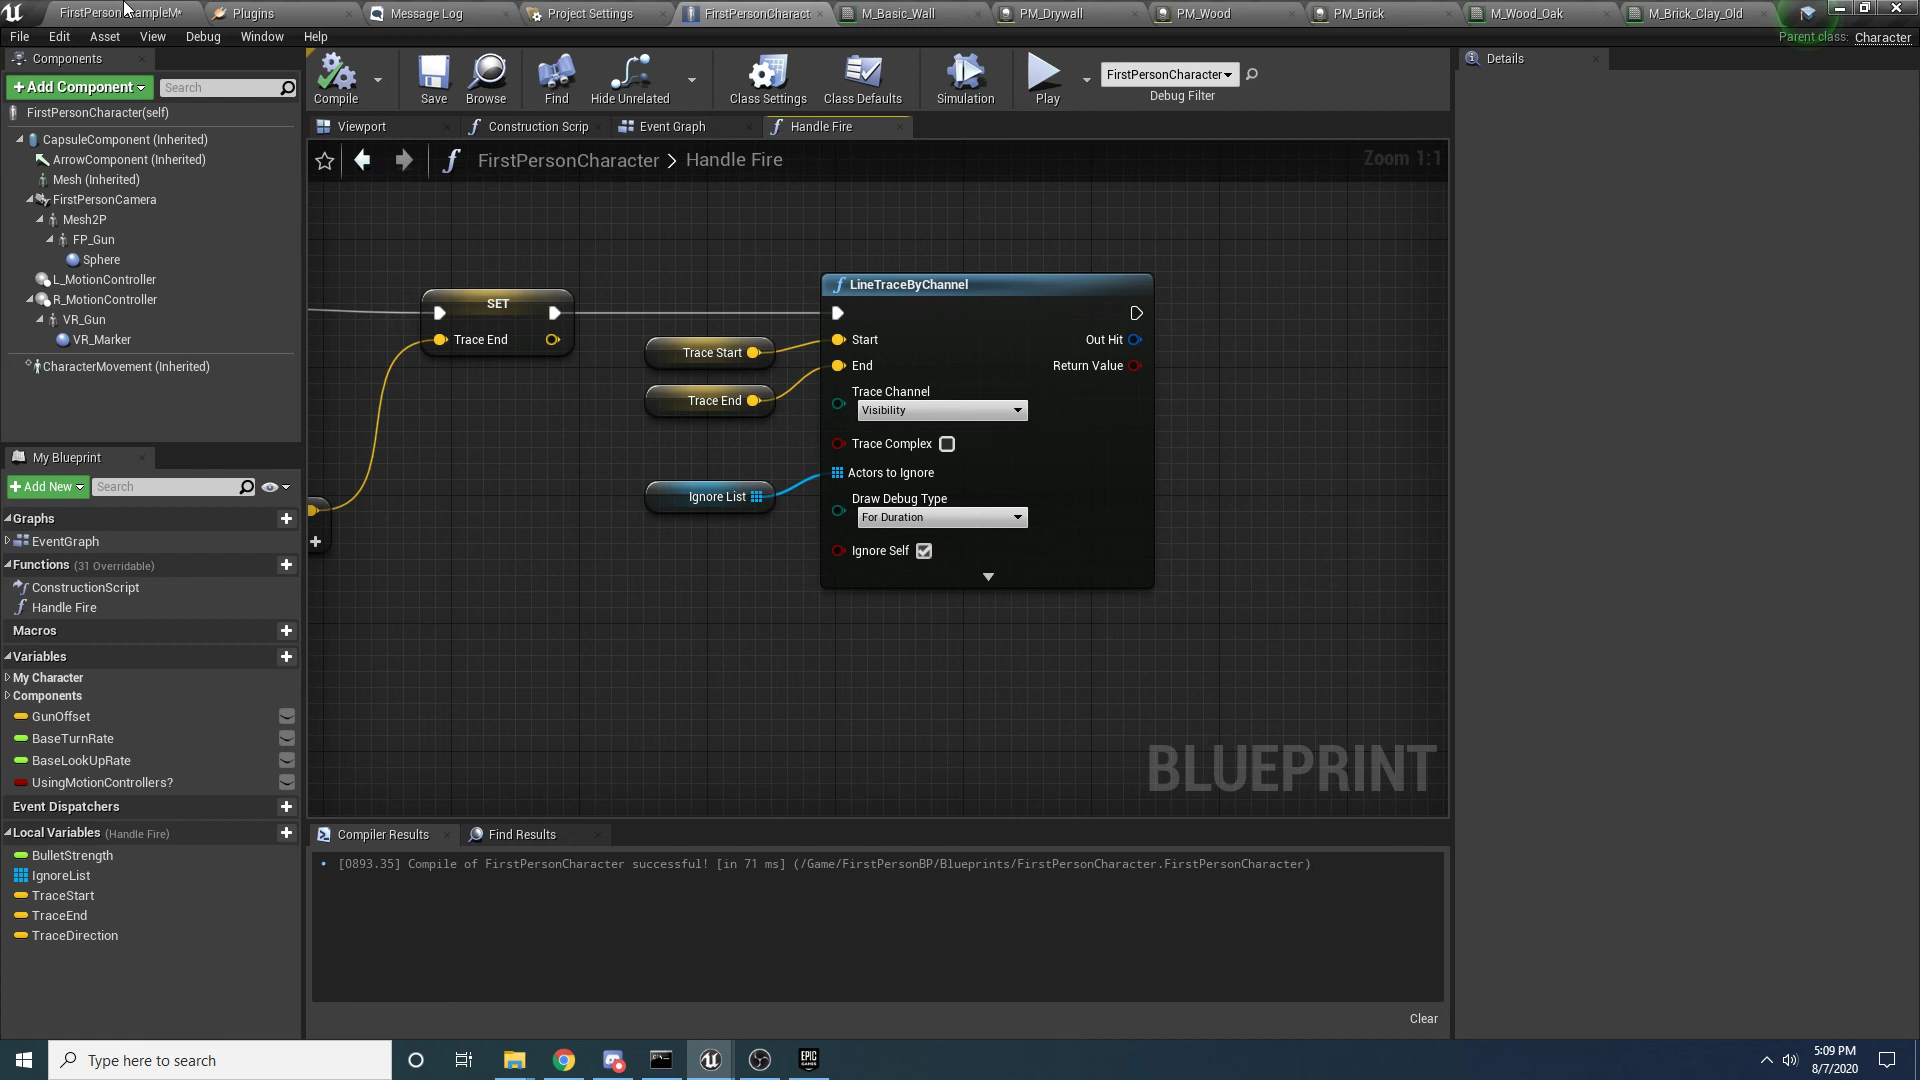 FirstPerson ampleM*
Plugins
Message Log
Project Settings
FirstPersonCharact
M_Basic_Wall
PM_Drywall
PM_Wood
PM_Brick
M_Wood_Oak
M_Brick_Clay_Old
File Edit Asset View Debug Window Help
Parent class: Character
Components
+ Add Component
Search
FirstPersonCharacter(self)
CapsuleComponent (Inherited)
ArrowComponent (Inherited)
Mesh (Inherited)
FirstPersonCamera
Mesh2P
FP_Gun
Sphere
L_MotionController
R_MotionController
VR_Gun
VR_Marker
CharacterMovement (Inherited)
My Blueprint
+ Add New
Search
Graphs
EventGraph
Functions (31 Overridable)
ConstructionScript
Handle Fire
Macros
Variables
My Character
Components
GunOffset
BaseTurnRate
BaseLookUpRate
UsingMotionControllers?
Event Dispatchers
Local Variables (Handle Fire)
BulletStrength
IgnoreList
TraceStart
TraceEnd
TraceDirection
Compile
Save
Browse
Find
Hide Unrelated
Class Settings
Class Defaults
Simulation
Play
FirstPersonCharacter
Debug Filter
Viewport
Construction Scrip
Event Graph
Handle Fire
FirstPersonCharacter > Handle Fire
Zoom 1:1
SET
Trace End
Trace Start
Trace End
Ignore List
LineTraceByChannel
Start
Out Hit
End
Return Value
Trace Channel
Visibility
Trace Complex
Actors to Ignore
Draw Debug Type
For Duration
Ignore Self
BLUEPRINT
Compiler Results
Find Results
[0893.35] Compile of FirstPersonCharacter successful! [in 71 ms] (/Game/FirstPersonBP/Blueprints/FirstPersonCharacter.FirstPersonCharacter)
Clear
Details
Type here to search
EPIC
GAMES
5:09 PM
8/7/2020